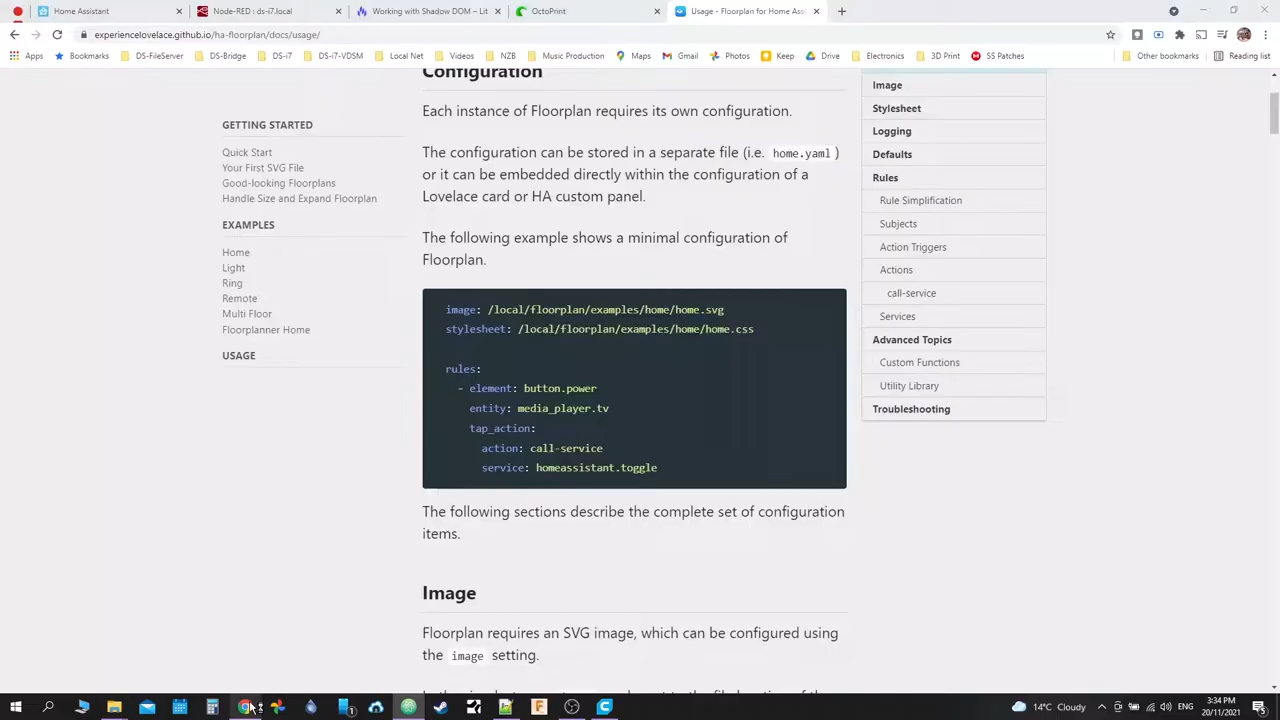 Home Assistant
Node-RED : ds-i7.local
Working with Shadow DOM – Lit
OctoPrint
Usage - Floorplan for Home Ass
experiencelovelace.github.io/ha-floorplan/docs/usage/
Apps
Bookmarks
DS-FileServer
DS-Bridge
DS-i7
DS-i7-VDSM
Local Net
Videos
NZB
Music Production
Maps
Gmail
Photos
Keep
Drive
Electronics
3D Print
SS Patches
Other bookmarks
Reading list
GETTING STARTED
Quick Start
Your First SVG File
Good-looking Floorplans
Handle Size and Expand Floorplan
EXAMPLES
Home
Light
Ring
Remote
Multi Floor
Floorplanner Home
USAGE
Configuration
Each instance of Floorplan requires its own configuration.
The configuration can be stored in a separate file (i.e. home.yaml )
or it can be embedded directly within the configuration of a
Lovelace card or HA custom panel.
The following example shows a minimal configuration of
Floorplan.
image: /local/floorplan/examples/home/home.svg
stylesheet: /local/floorplan/examples/home/home.css
rules:
- element: button.power
entity: media_player.tv
tap_action:
action: call-service
service: homeassistant.toggle
The following sections describe the complete set of configuration
items.
Image
Floorplan requires an SVG image, which can be configured using
the image setting.
Image
Stylesheet
Logging
Defaults
Rules
Rule Simplification
Subjects
Action Triggers
Actions
call-service
Services
Advanced Topics
Custom Functions
Utility Library
Troubleshooting
14°C Cloudy
3:34 PM
20/11/2021